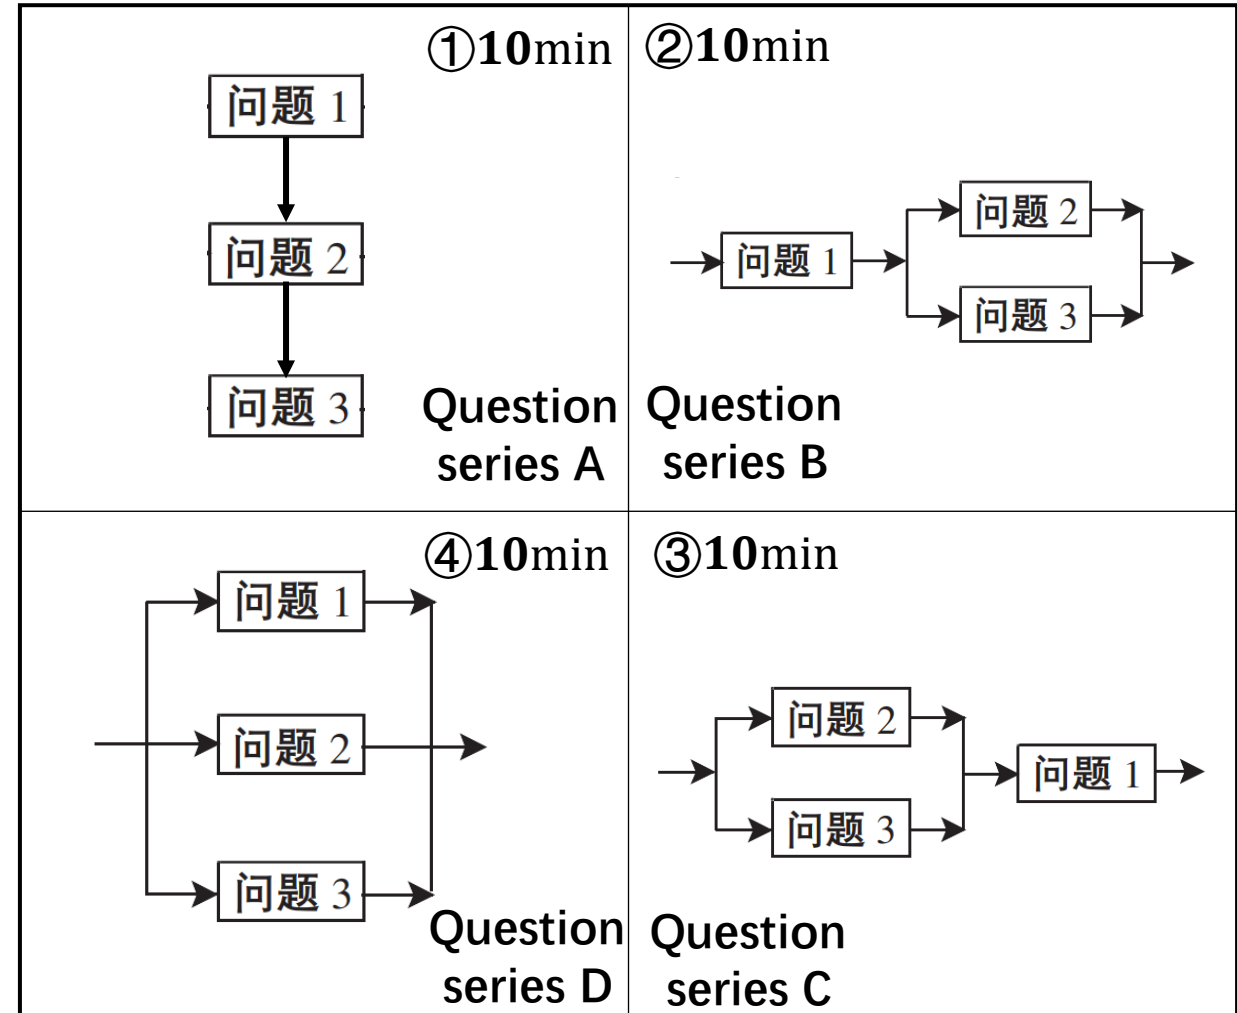 ①10min
问题 1
问题 2
问题 3
Question
series A
②10min
问题 1
问题 2
问题 3
Question
series B
④10min
问题 1
问题 2
问题 3
Question
series D
③10min
问题 2
问题 3
问题 1
Question
series C